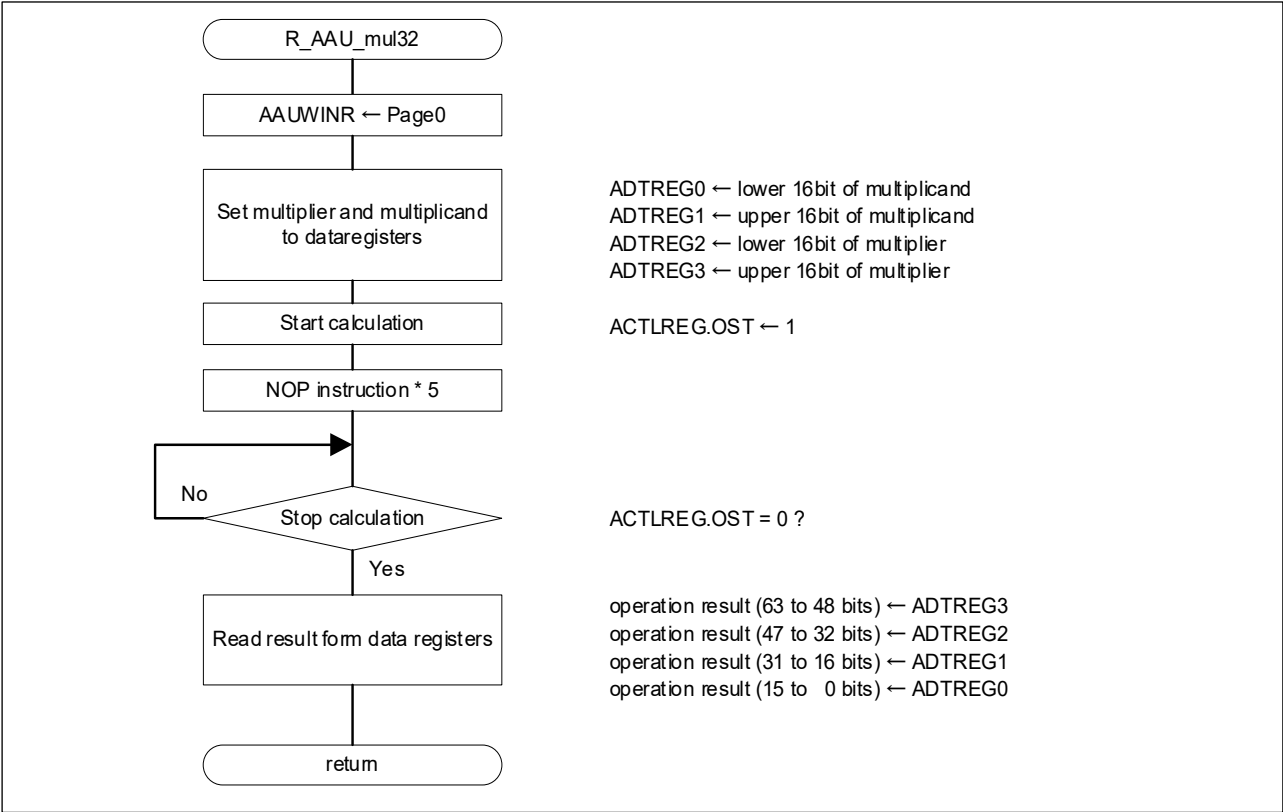 R_AAU_mul32
AAUWINR ← Page0
Set multiplier and multiplicand
to dataregisters
ADTREG0 ← lower 16bit of multiplicand
ADTREG1 ← upper 16bit of multiplicand
ADTREG2 ← lower 16bit of multiplier
ADTREG3 ← upper 16bit of multiplier
Start calculation
ACTLREG.OST ← 1
NOP instruction * 5
No
Stop calculation
ACTLREG.OST = 0 ?
Yes
Read result form data registers
operation result (63 to 48 bits) ← ADTREG3
operation result (47 to 32 bits) ← ADTREG2
operation result (31 to 16 bits) ← ADTREG1
operation result (15 to 0 bits) ← ADTREG0
return